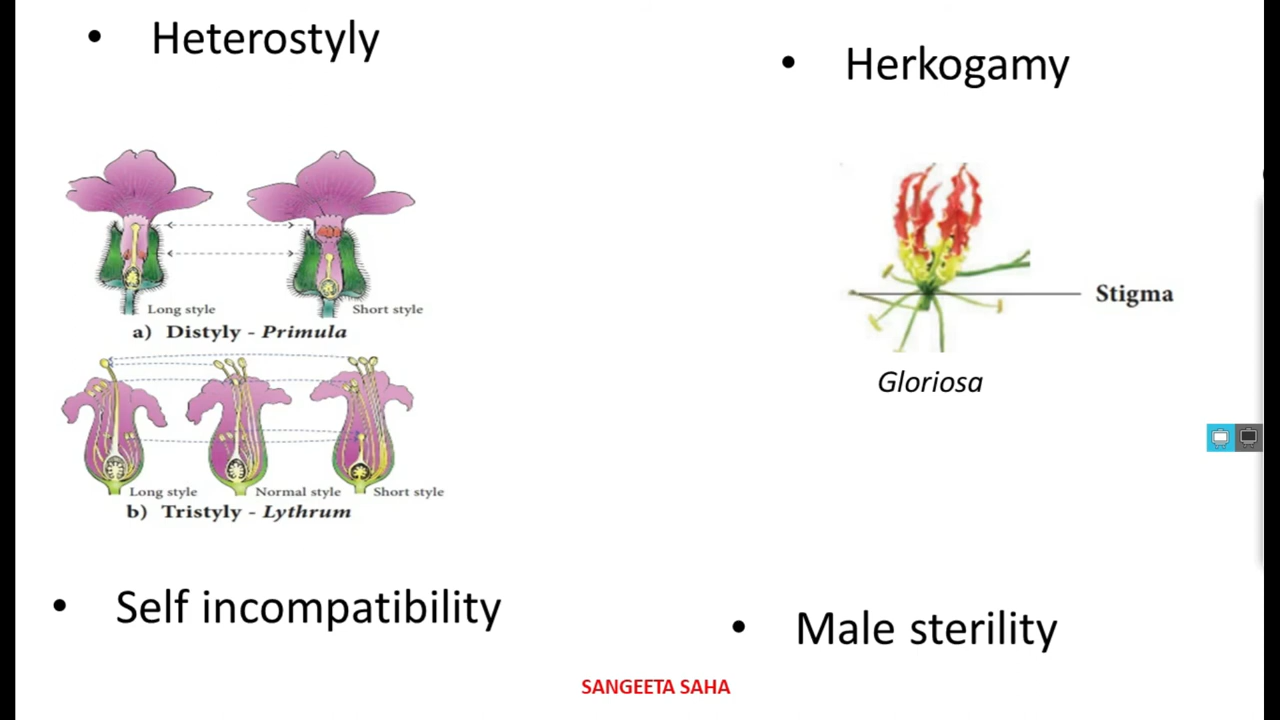 • Heterostyly
• Herkogamy
Long style
Short style
a) Distyly - Primula
Stigma
Gloriosa
Long style
Normal style
Short style
b) Tristyly - Lythrum
• Self incompatibility
• Male sterility
SANGEETA SAHA